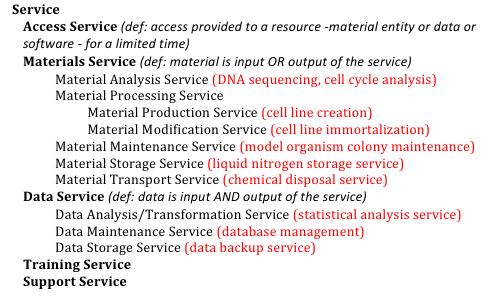 Service
Access Service (def: access provided to a resource -material entity or data or
software - for a limited time)
Materials Service (def: material is input OR output of the service)
Material Analysis Service (DNA sequencing, cell cycle analysis)
Material Processing Service
Material Production Service (cell line creation)
Material Modification Service (cell line immortalization)
Material Maintenance Service (model organism colony maintenance)
Material Storage Service (liquid nitrogen storage service)
Material Transport Service (chemical disposal service)
Data Service (def: data is input AND output of the service)
Data Analysis/Transformation Service (statistical analysis service)
Data Maintenance Service (database management)
Data Storage Service (data backup service)
Training Service
Support Service